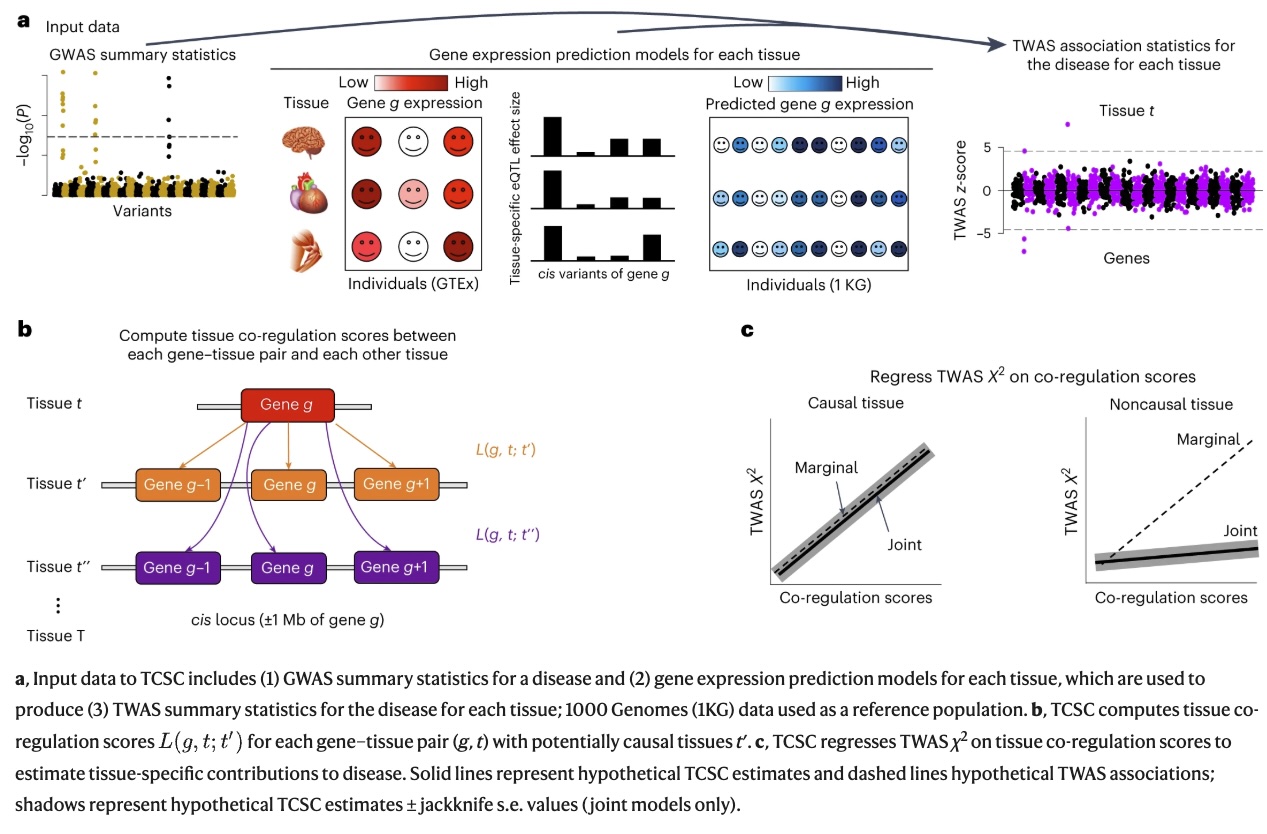 a
Input data
GWAS summary statistics
−log10(P)
Variants
Gene expression prediction models for each tissue
Low High
Tissue Gene g expression
Individuals (GTEx)
Tissue-specific eQTL effect size
cis variants of gene g
Low High
Predicted gene g expression
Individuals (1 KG)
TWAS association statistics for
the disease for each tissue
Tissue t
TWAS z-score
5
0
−5
Genes
b
Compute tissue co-regulation scores between
each gene–tissue pair and each other tissue
Tissue t
Gene g
L(g, t; t′)
Tissue t′
Gene g−1 Gene g Gene g+1
L(g, t; t′′)
Tissue t′′
Gene g−1 Gene g Gene g+1
⋮
cis locus (±1 Mb of gene g)
Tissue T
c
Regress TWAS X² on co-regulation scores
Causal tissue
TWAS X²
Marginal
Joint
Co-regulation scores
Noncausal tissue
TWAS X²
Marginal
Joint
Co-regulation scores
a, Input data to TCSC includes (1) GWAS summary statistics for a disease and (2) gene expression prediction models for each tissue, which are used to
produce (3) TWAS summary statistics for the disease for each tissue; 1000 Genomes (1KG) data used as a reference population. b, TCSC computes tissue co-
regulation scores L(g, t; t′) for each gene–tissue pair (g, t) with potentially causal tissues t′. c, TCSC regresses TWAS χ² on tissue co-regulation scores to
estimate tissue-specific contributions to disease. Solid lines represent hypothetical TCSC estimates and dashed lines hypothetical TWAS associations;
shadows represent hypothetical TCSC estimates ± jackknife s.e. values (joint models only).